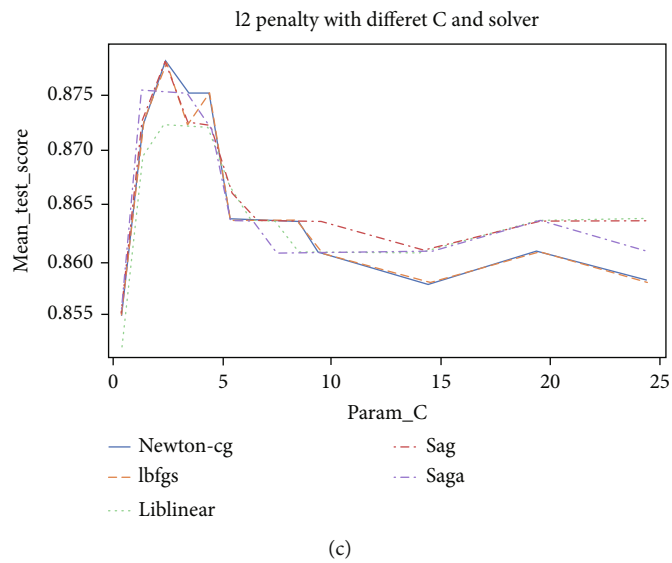 l2 penalty with differet C and solver
0.875
0.870
0.865
0.860
0.855
Mean_test_score
0 5 10 15 20 25
Param_C
Newton-cg
lbfgs
Liblinear
Sag
Saga
(c)